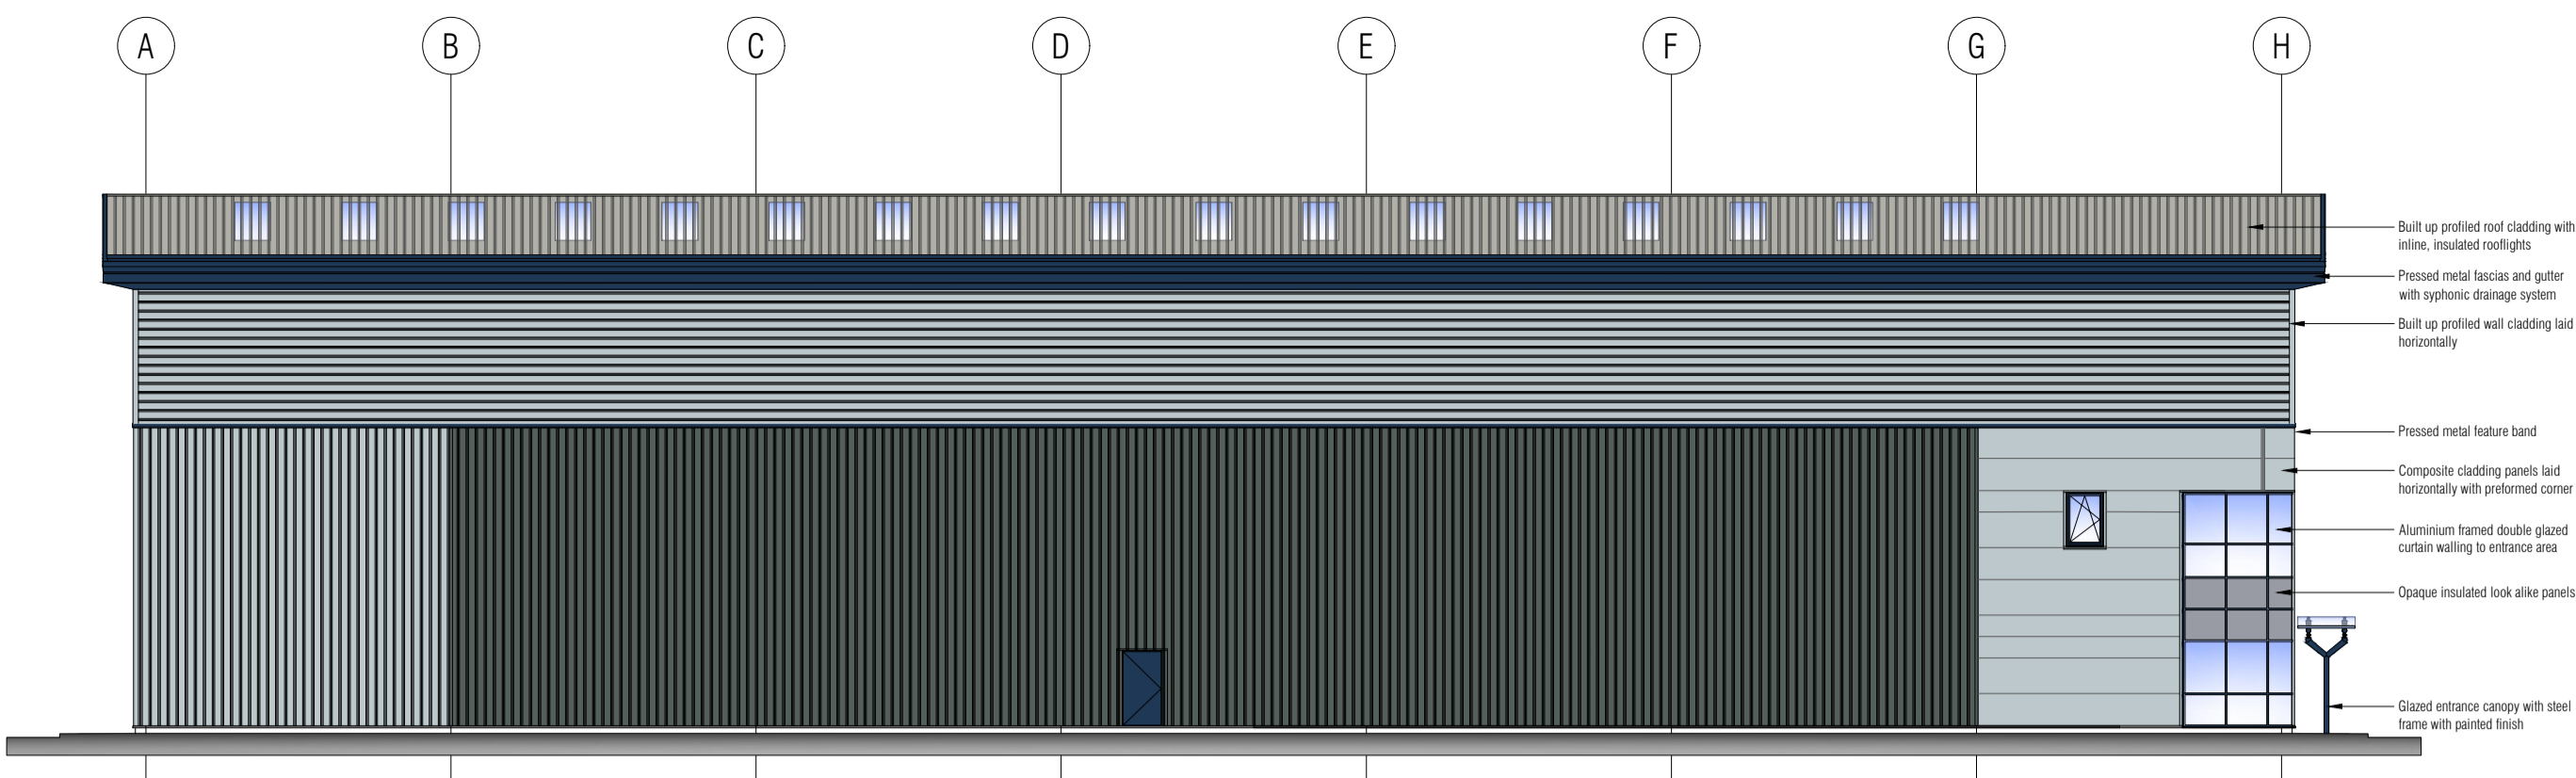 A B C D E F G H
Built up profiled roof cladding with
inline, insulated rooflights
Pressed metal fascias and gutter
with syphonic drainage system
Built up profiled wall cladding laid
horizontally
Pressed metal feature band
Composite cladding panels laid
horizontally with preformed corner
Aluminium framed double glazed
curtain walling to entrance area
Opaque insulated look alike panels
Glazed entrance canopy with steel
frame with painted finish